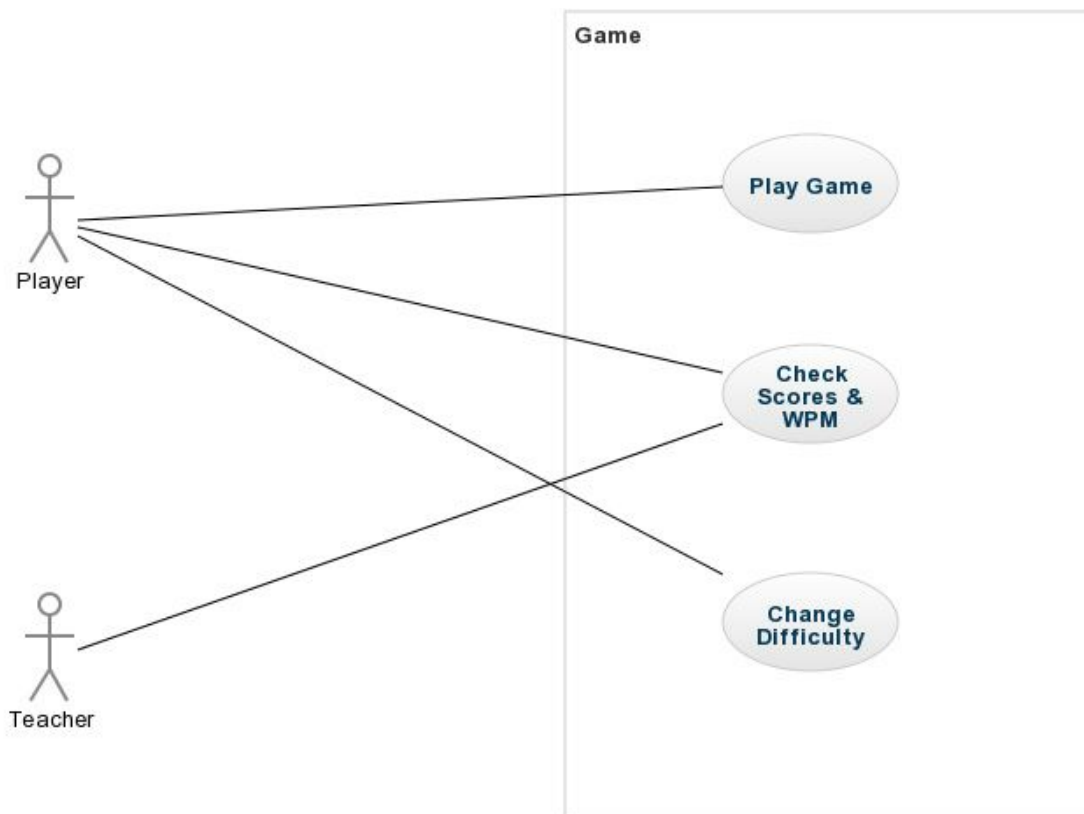 Game
Play Game
Player
Check
Scores &
WPM
Change
Difficulty
Teacher